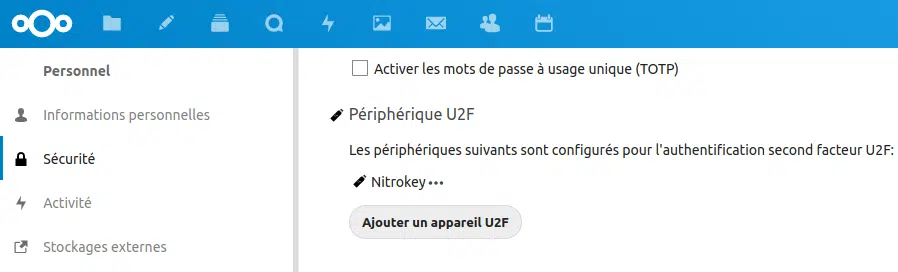 Personnel
Informations personnelles
Sécurité
Activité
Stockages externes
Activer les mots de passe à usage unique (TOTP)
Périphérique U2F
Les périphériques suivants sont configurés pour l'authentification second facteur U2F:
Nitrokey •••
Ajouter un appareil U2F